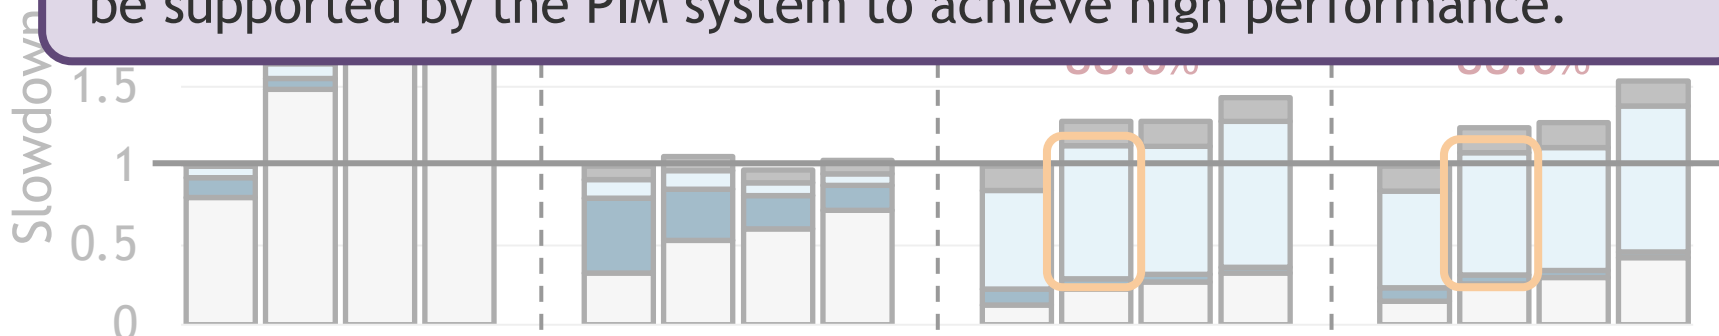 be supported by the PIM system to achieve high performance.
Slowdown
1.5
1
0.5
0